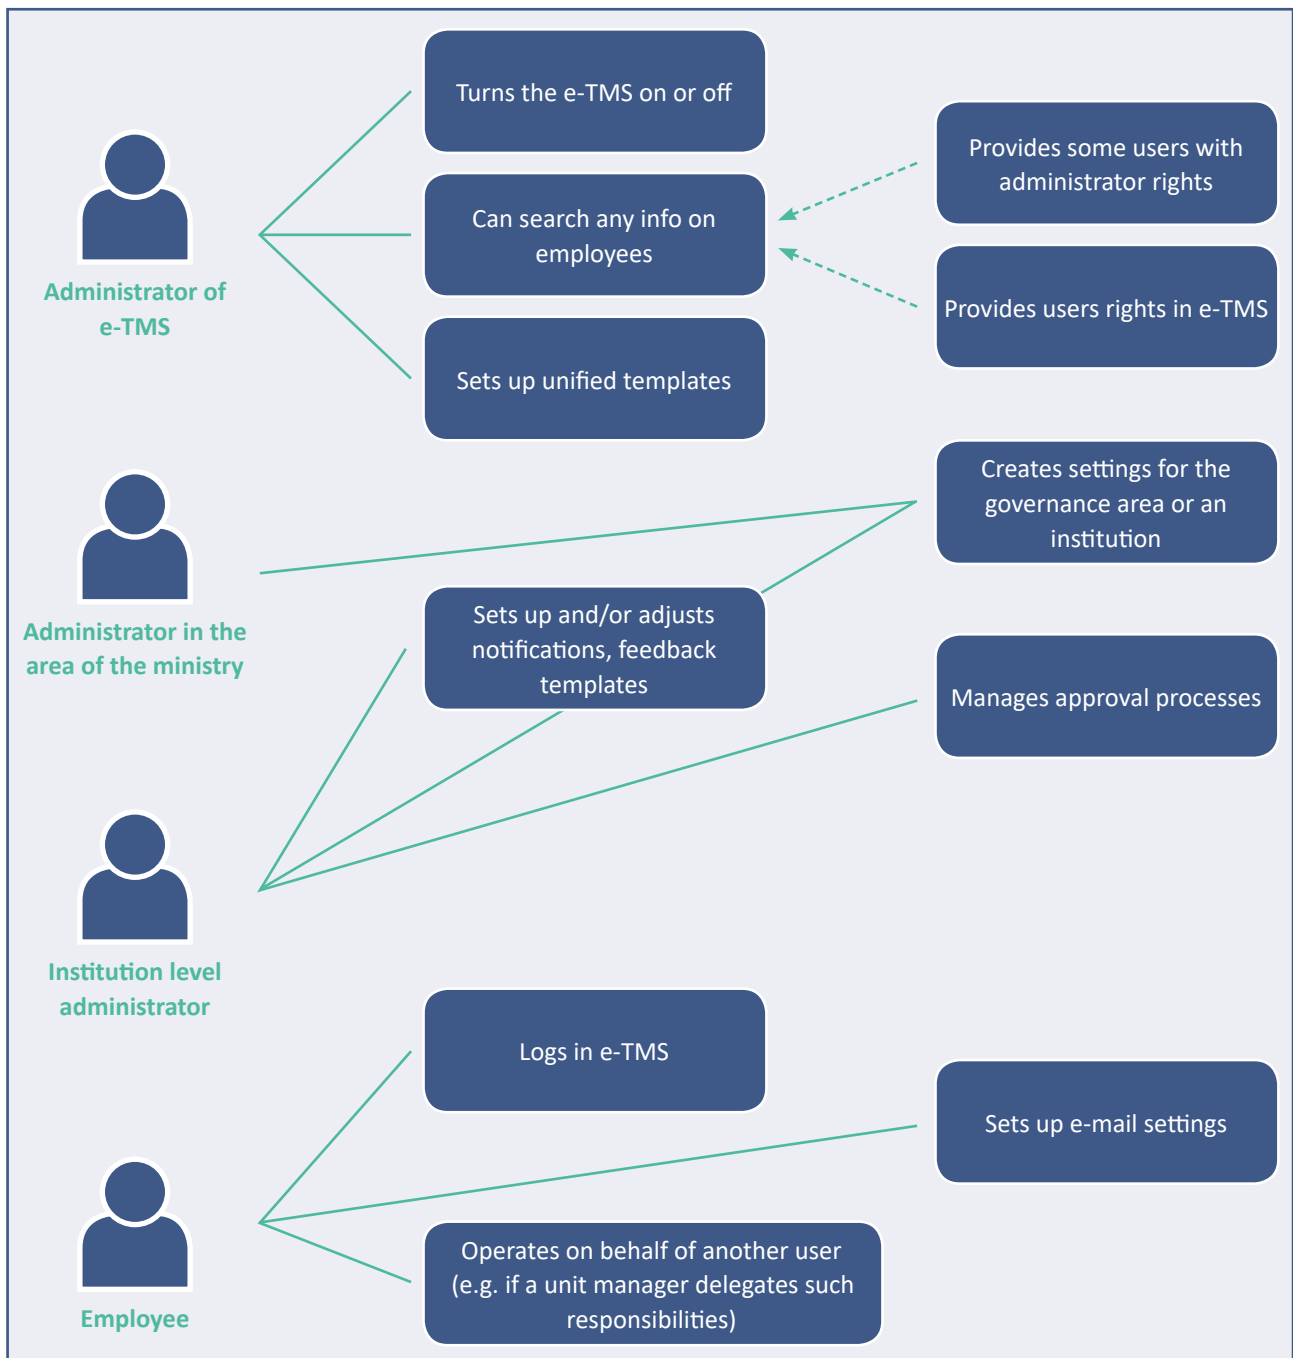 Turns the e-TMS on or off
Provides some users with
administrator rights
Can search any info on
employees
Administrator of
e-TMS
Provides users rights in e-TMS
Sets up unified templates
Creates settings for the
governance area or an
institution
Administrator in the
area of the ministry
Sets up and/or adjusts
notifications, feedback
templates
Manages approval processes
Institution level
administrator
Logs in e-TMS
Sets up e-mail settings
Operates on behalf of another user
(e.g. if a unit manager delegates such
responsibilities)
Employee